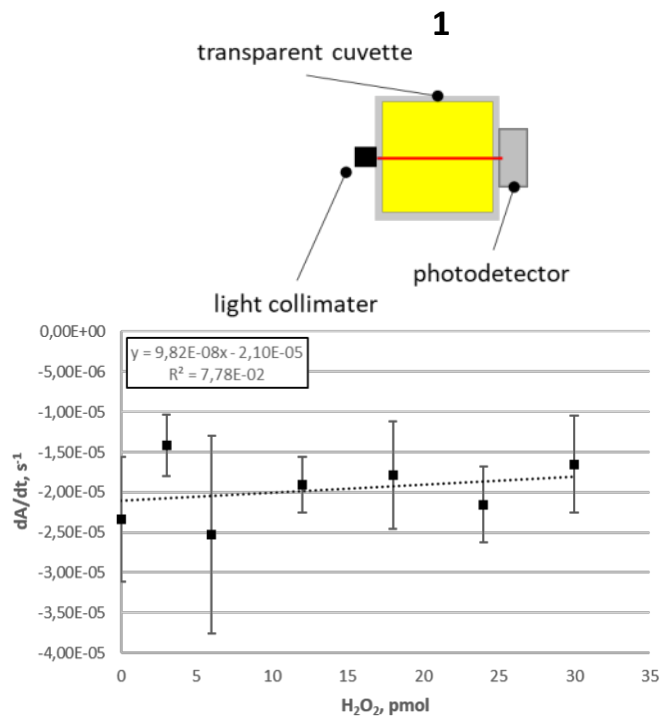 1
transparent cuvette
photodetector
light collimater
0,00E+00
-5,00E-06
-1,00E-05
-1,50E-05
-2,00E-05
-2,50E-05
-3,00E-05
-3,50E-05
-4,00E-05
y = 9,82E-08x - 2,10E-05
R² = 7,78E-02
dA/dt, s⁻¹
0 5 10 15 20 25 30 35
H₂O₂, pmol